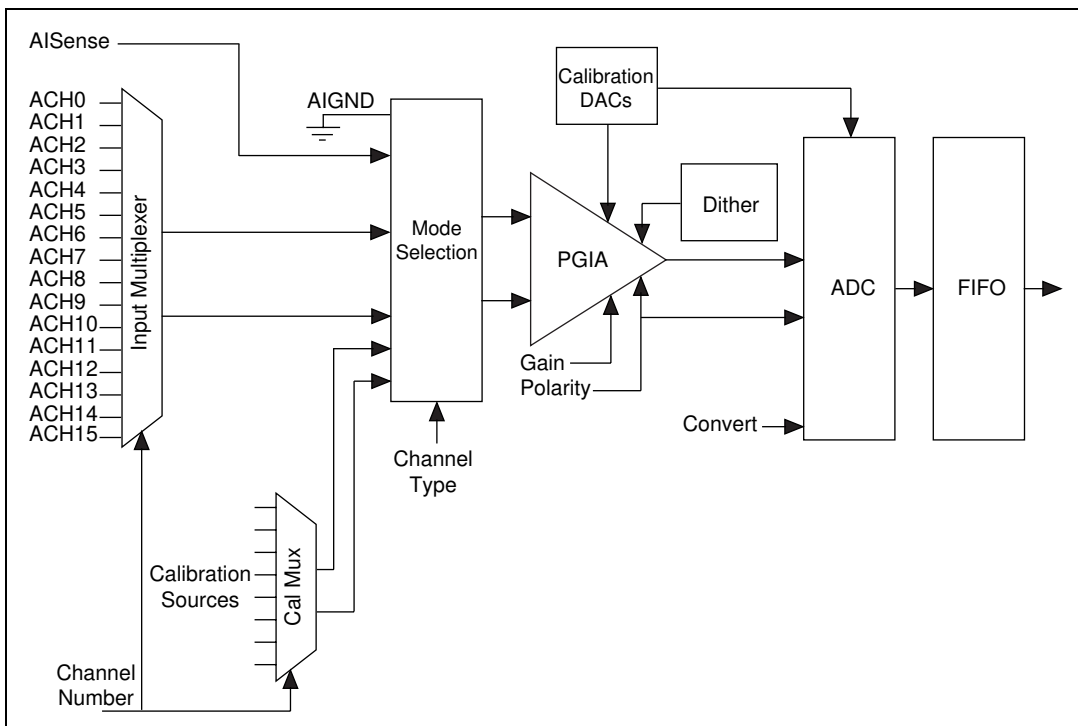 AISense
ACH0
ACH1
ACH2
ACH3
ACH4
ACH5
ACH6
ACH7
ACH8
ACH9
ACH10
ACH11
ACH12
ACH13
ACH14
ACH15
Input Multiplexer
AIGND
Mode
Selection
Channel
Type
Calibration
DACs
Dither
PGIA
Gain
Polarity
Convert
ADC
FIFO
Calibration
Sources
Cal Mux
Channel
Number